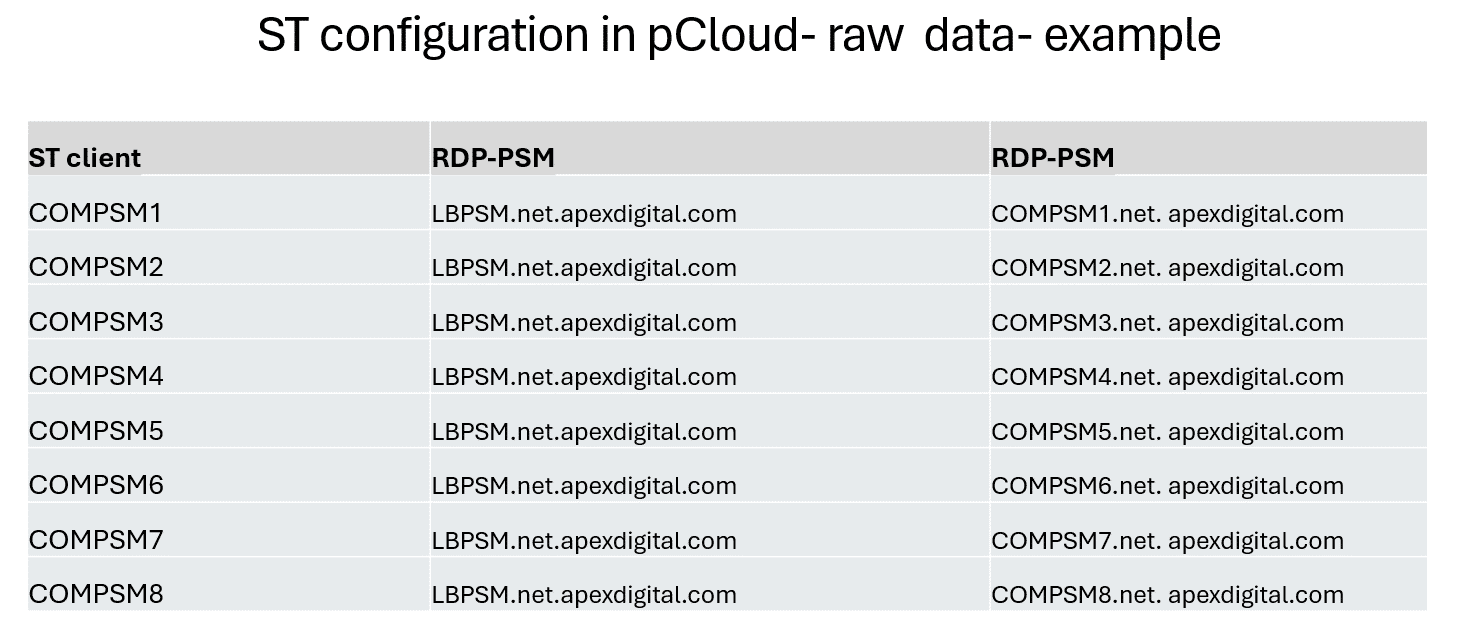 ST configuration in pCloud- raw  data- example
ST client RDP-PSM RDP-PSM
COMPSM1 LBPSM.net.apexdigital.com COMPSM1.net. apexdigital.com
COMPSM2 LBPSM.net.apexdigital.com COMPSM2.net. apexdigital.com
COMPSM3 LBPSM.net.apexdigital.com COMPSM3.net. apexdigital.com
COMPSM4 LBPSM.net.apexdigital.com COMPSM4.net. apexdigital.com
COMPSM5 LBPSM.net.apexdigital.com COMPSM5.net. apexdigital.com
COMPSM6 LBPSM.net.apexdigital.com COMPSM6.net. apexdigital.com
COMPSM7 LBPSM.net.apexdigital.com COMPSM7.net. apexdigital.com
COMPSM8 LBPSM.net.apexdigital.com COMPSM8.net. apexdigital.com